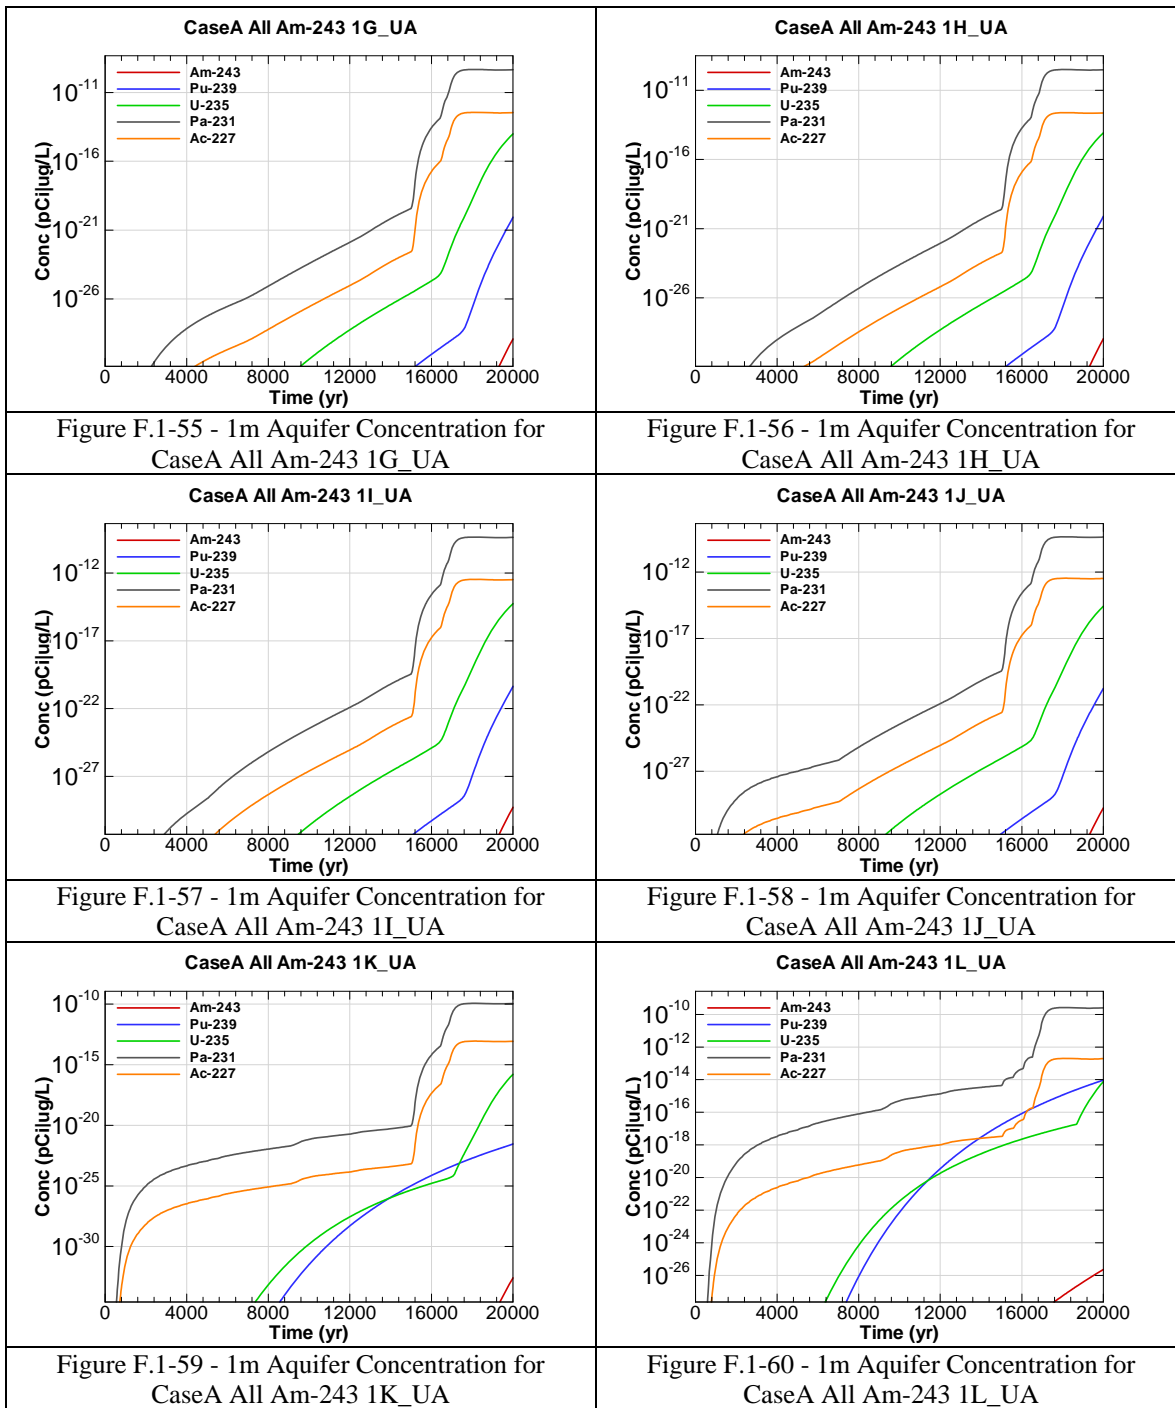 CaseA All Am-243 1G_UA
Conc (pCi|ug/L)
Am-243
Pu-239
U-235
Pa-231
Ac-227
10-11
10-16
10-21
10-26
0 4000 8000 12000 16000 20000
Time (yr)
Figure F.1-55 - 1m Aquifer Concentration for
CaseA All Am-243 1G_UA
CaseA All Am-243 1H_UA
Conc (pCi|ug/L)
Am-243
Pu-239
U-235
Pa-231
Ac-227
10-11
10-16
10-21
10-26
0 4000 8000 12000 16000 20000
Time (yr)
Figure F.1-56 - 1m Aquifer Concentration for
CaseA All Am-243 1H_UA
CaseA All Am-243 1I_UA
Conc (pCi|ug/L)
Am-243
Pu-239
U-235
Pa-231
Ac-227
10-12
10-17
10-22
10-27
0 4000 8000 12000 16000 20000
Time (yr)
Figure F.1-57 - 1m Aquifer Concentration for
CaseA All Am-243 1I_UA
CaseA All Am-243 1J_UA
Conc (pCi|ug/L)
Am-243
Pu-239
U-235
Pa-231
Ac-227
10-12
10-17
10-22
10-27
0 4000 8000 12000 16000 20000
Time (yr)
Figure F.1-58 - 1m Aquifer Concentration for
CaseA All Am-243 1J_UA
CaseA All Am-243 1K_UA
Conc (pCi|ug/L)
Am-243
Pu-239
U-235
Pa-231
Ac-227
10-10
10-15
10-20
10-25
10-30
0 4000 8000 12000 16000 20000
Time (yr)
Figure F.1-59 - 1m Aquifer Concentration for
CaseA All Am-243 1K_UA
CaseA All Am-243 1L_UA
Conc (pCi|ug/L)
Am-243
Pu-239
U-235
Pa-231
Ac-227
10-10
10-12
10-14
10-16
10-18
10-20
10-22
10-24
10-26
0 4000 8000 12000 16000 20000
Time (yr)
Figure F.1-60 - 1m Aquifer Concentration for
CaseA All Am-243 1L_UA